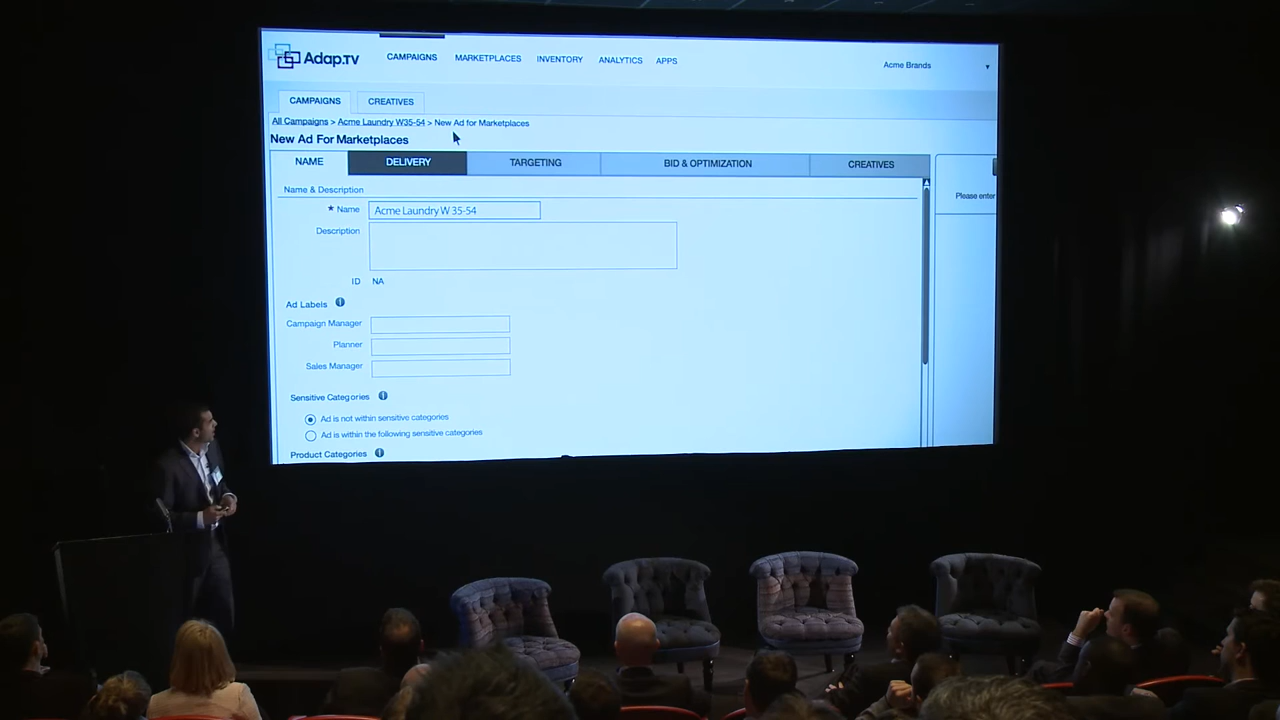 Adap.tv CAMPAIGNS MARKETPLACES INVENTORY ANALYTICS APPS Acme Brands
CAMPAIGNS CREATIVES
All Campaigns > Acme Laundry W35-54 > New Ad for Marketplaces
New Ad For Marketplaces
NAME DELIVERY TARGETING BID & OPTIMIZATION CREATIVES
Name & Description
Please enter
* Name Acme Laundry W 35-54
Description
ID NA
Ad Labels
Campaign Manager
Planner
Sales Manager
Sensitive Categories
Ad is not within sensitive categories
Ad is within the following sensitive categories
Product Categories